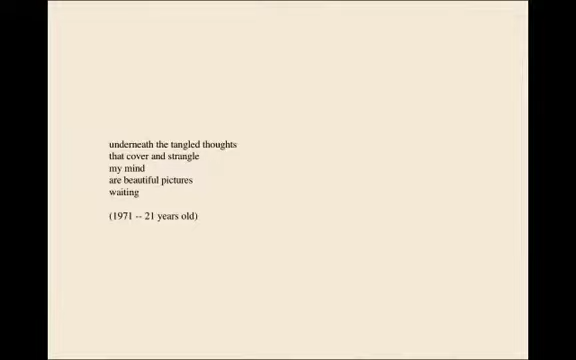 underneath the tangled thoughts
that cover and strangle
my mind
are beautiful pictures
waiting
(1971 -- 21 years old)